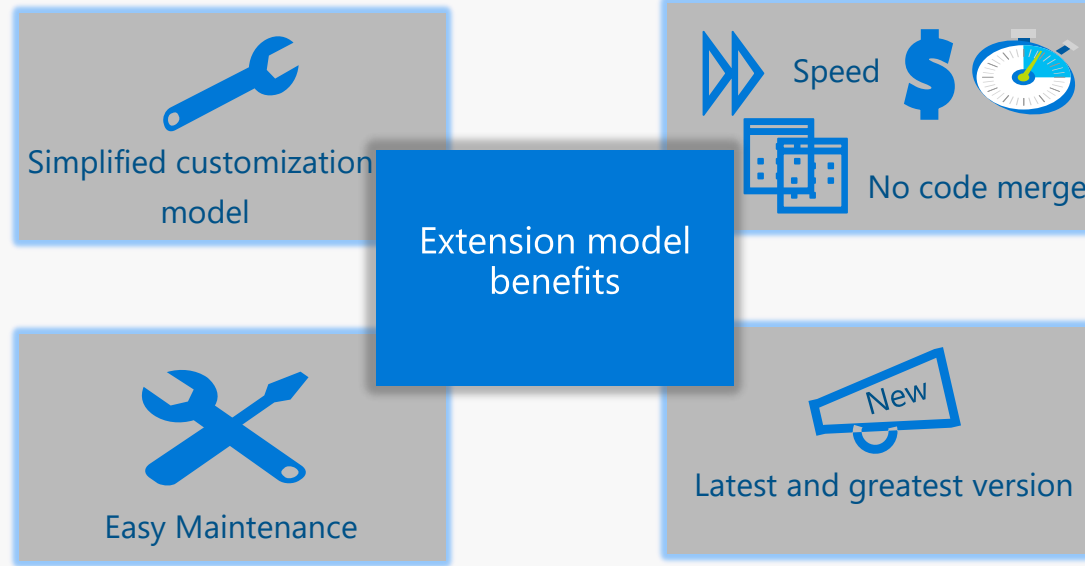 Simplified customization
model
Speed
$
No code merge
Extension model
benefits
Easy Maintenance
New
Latest and greatest version